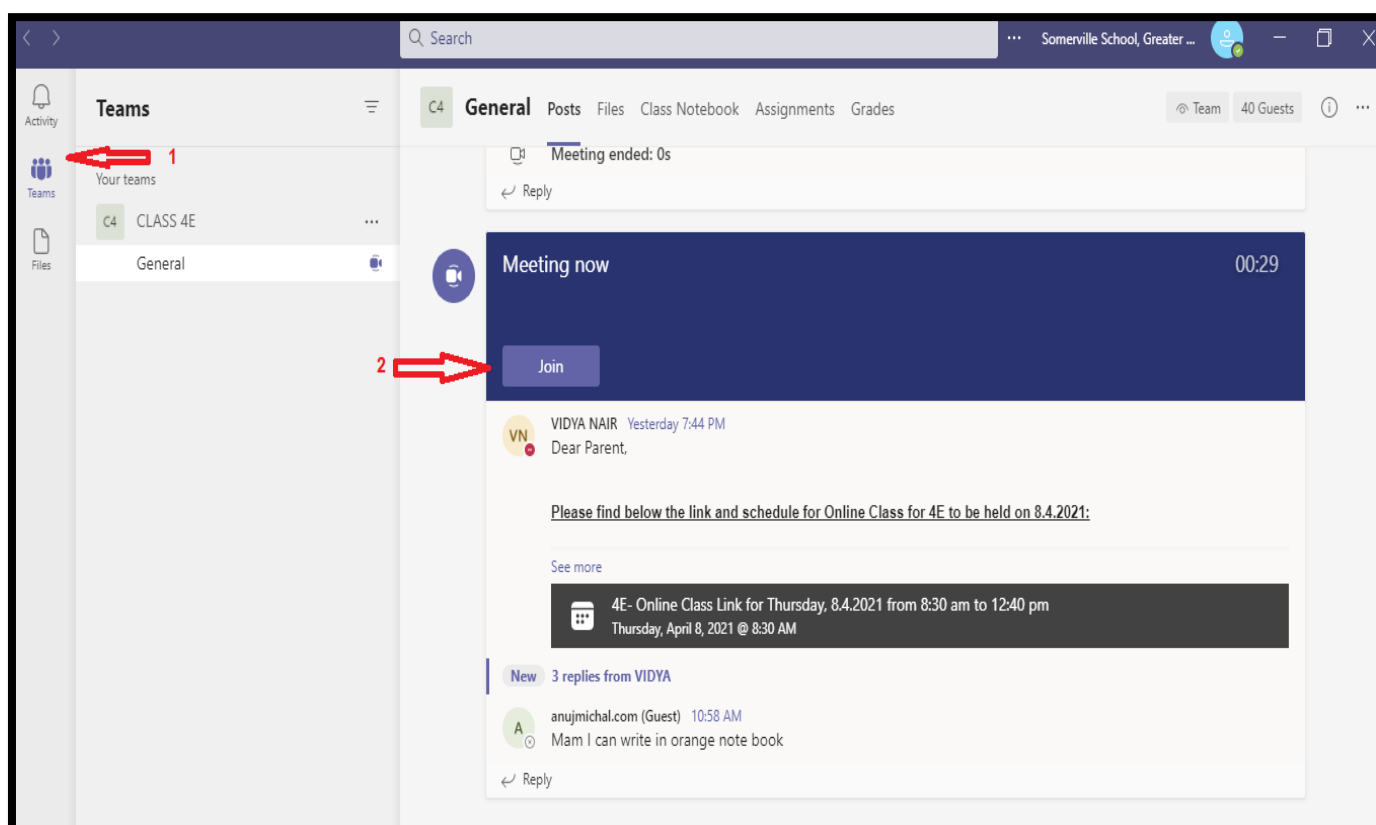 Search
Somerville School, Greater ...
Activity
Teams
Files
Teams
Your teams
C4 CLASS 4E
General
1
C4 General Posts Files Class Notebook Assignments Grades
Team 40 Guests
Meeting ended: 0s
Reply
Meeting now 00:29
2
Join
VN VIDYA NAIR Yesterday 7:44 PM
Dear Parent,
Please find below the link and schedule for Online Class for 4E to be held on 8.4.2021:
See more
4E- Online Class Link for Thursday, 8.4.2021 from 8:30 am to 12:40 pm
Thursday, April 8, 2021 @ 8:30 AM
New 3 replies from VIDYA
A anujmichal.com (Guest) 10:58 AM
Mam I can write in orange note book
Reply